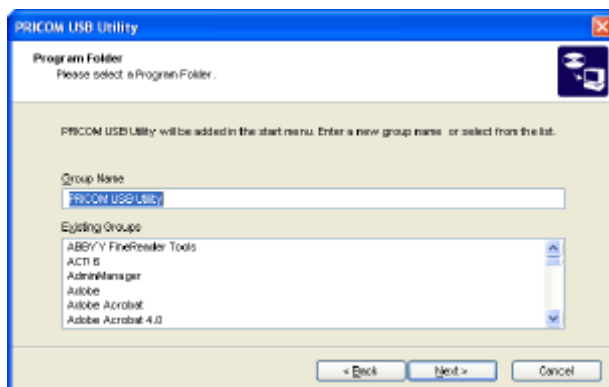 PRICOM USB Utility
Program Folder
Please select a Program Folder.
PRICOM USB Utility will be added in the start menu. Enter a new group name or select from the list.
Group Name
PRICOM USB Utility
Existing Groups
ABBYY FineReader Tools
ACT! 6
AdminManager
Adobe
Adobe Acrobat
Adobe Acrobat 4.0
< Back
Next >
Cancel